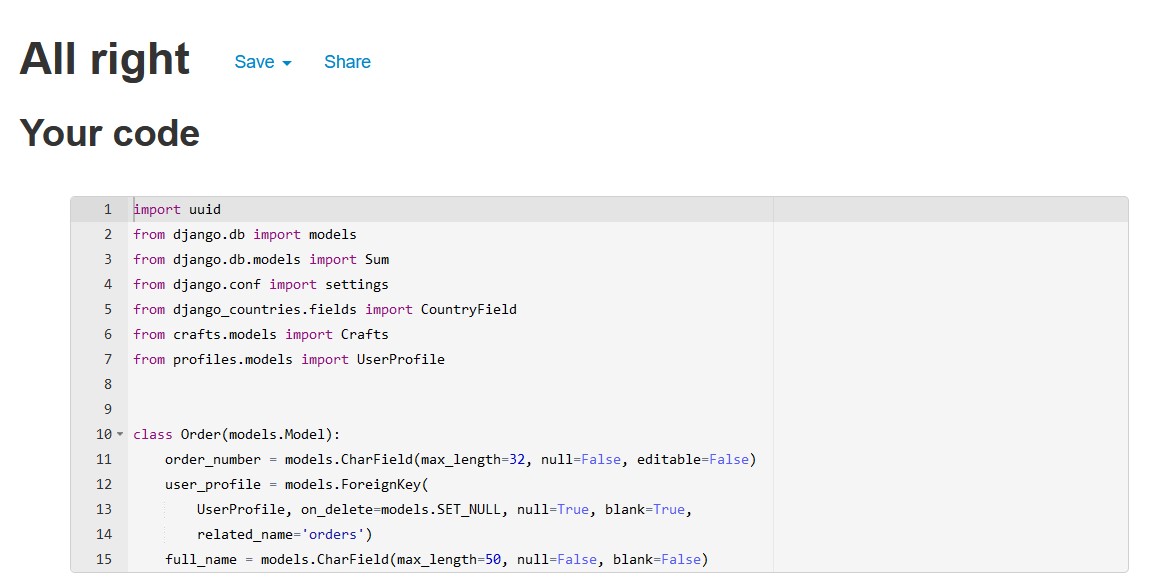 All right Save Share
Your code
1 import uuid
2 from django.db import models
3 from django.db.models import Sum
4 from django.conf import settings
5 from django_countries.fields import CountryField
6 from crafts.models import Crafts
7 from profiles.models import UserProfile
8
9
10 class Order(models.Model):
11     order_number = models.CharField(max_length=32, null=False, editable=False)
12     user_profile = models.ForeignKey(
13         UserProfile, on_delete=models.SET_NULL, null=True, blank=True,
14         related_name='orders')
15     full_name = models.CharField(max_length=50, null=False, blank=False)